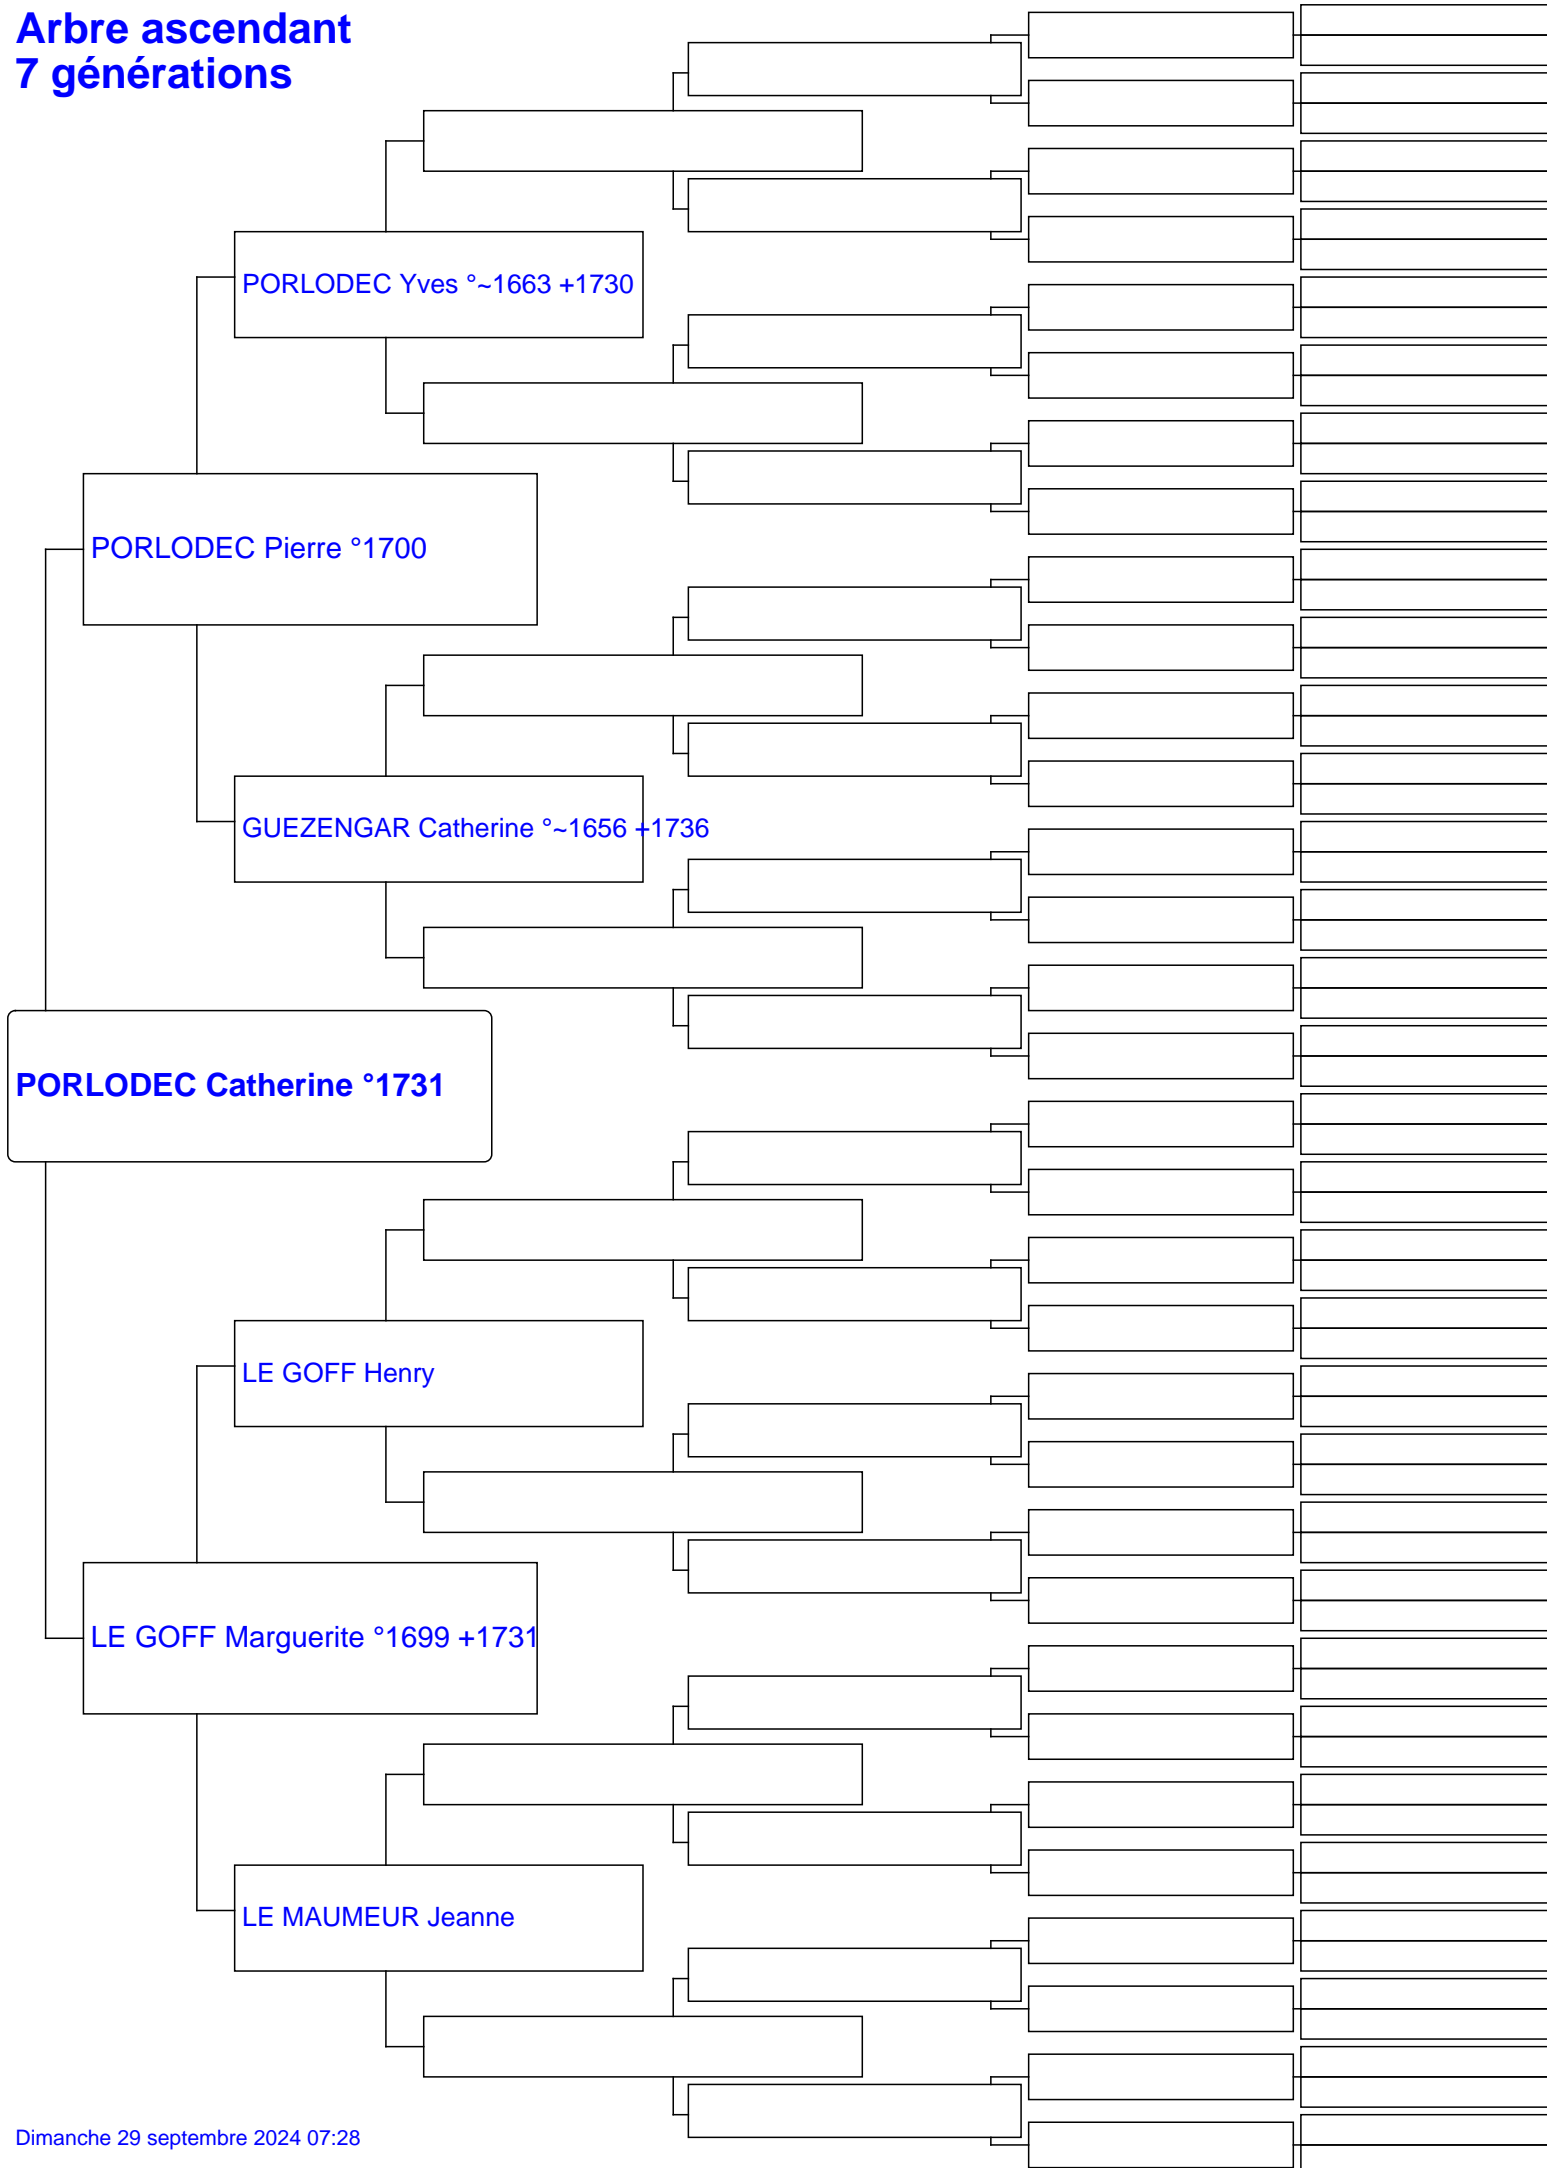 Arbre ascendant
7 générations
PORLODEC Yves °~1663 +1730
PORLODEC Pierre °1700
GUEZENGAR Catherine °~1656 +1736
PORLODEC Catherine °1731
LE GOFF Henry
LE GOFF Marguerite °1699 +1731
LE MAUMEUR Jeanne
Dimanche 29 septembre 2024 07:28